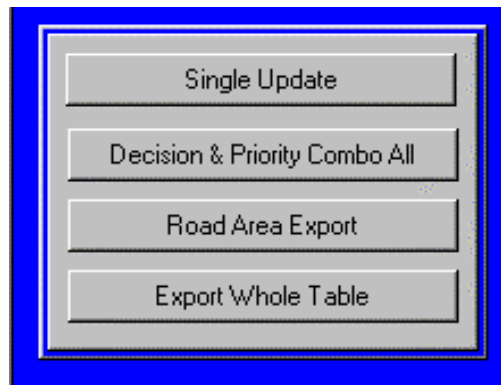 Single Update
Decision & Priority Combo All
Road Area Export
Export Whole Table